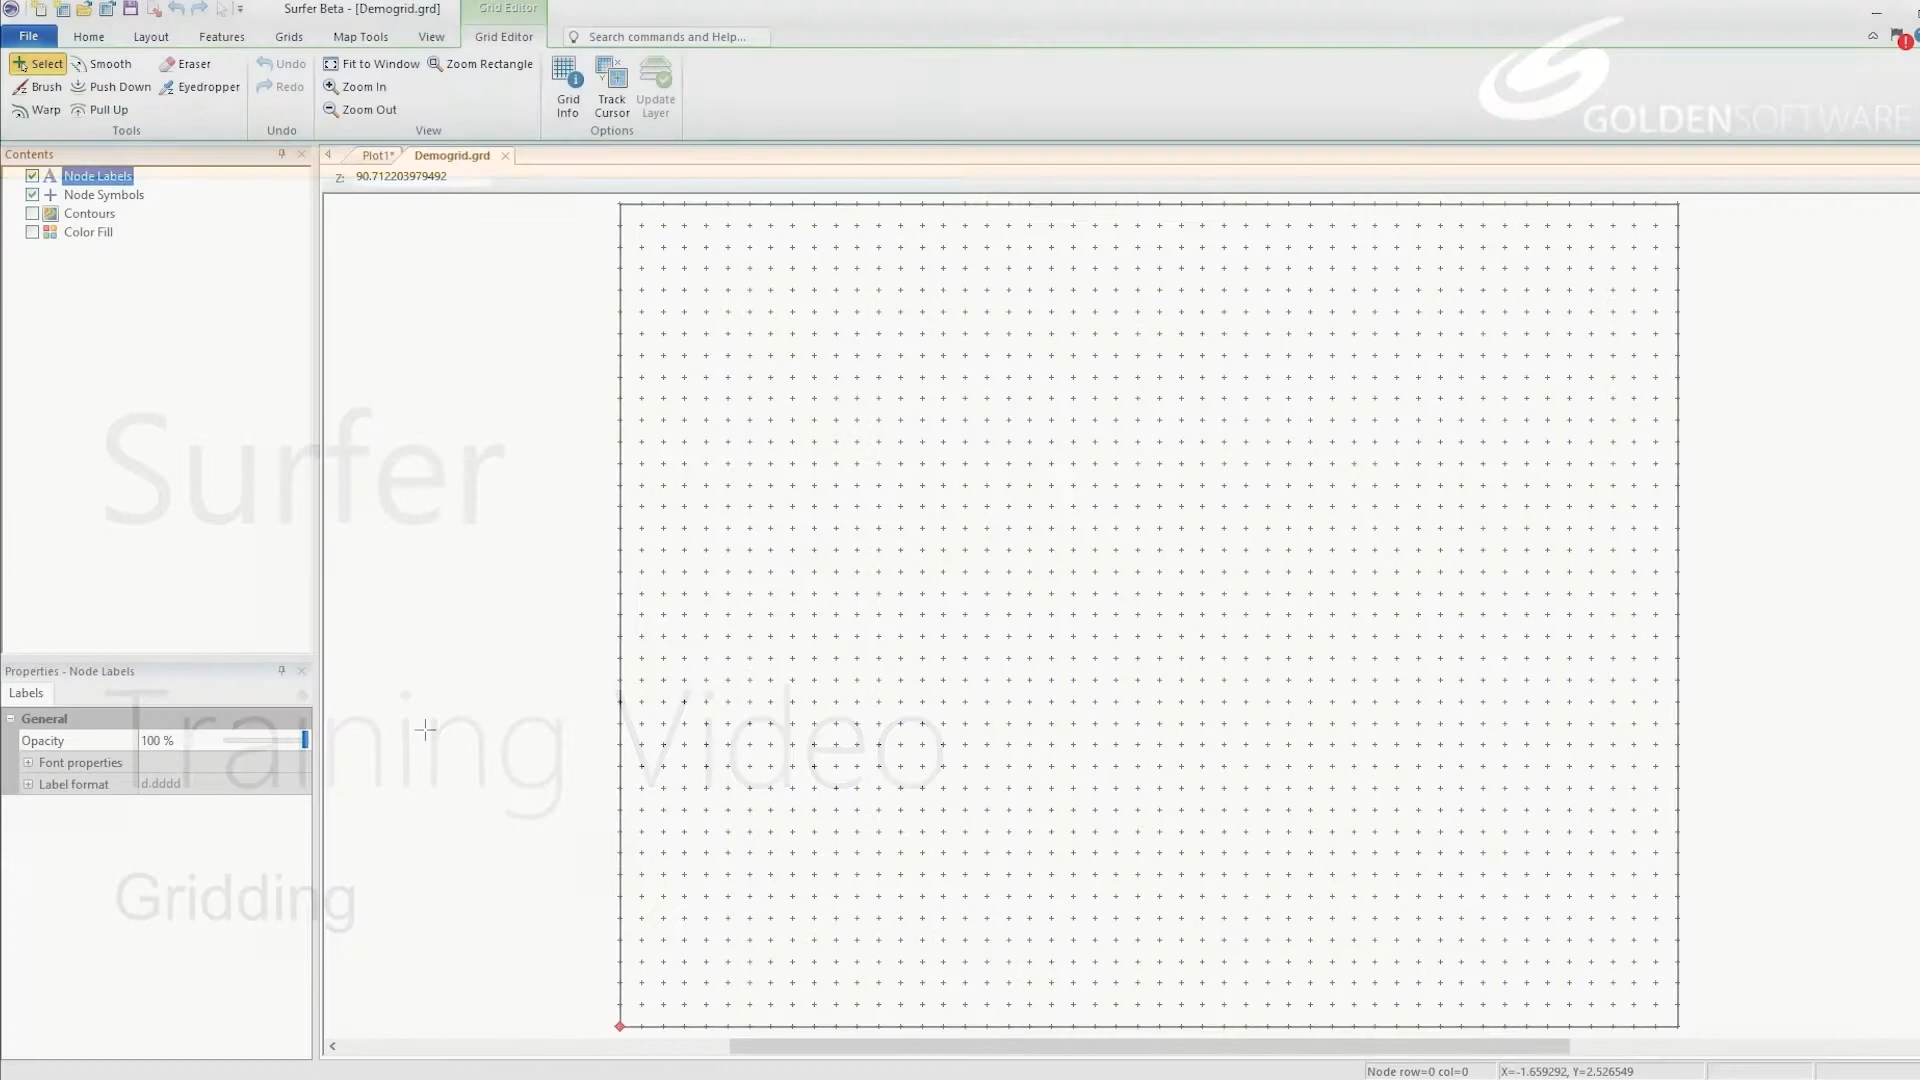 Surfer Beta - [Demogrid.grd]
Grid Editor
File
Home
Layout
Features
Grids
Map Tools
View
Grid Editor
Search commands and Help...
Select
Smooth
Eraser
Undo
Fit to Window
Zoom Rectangle
Brush
Push Down
Eyedropper
Redo
Zoom In
Warp
Pull Up
Zoom Out
Grid
Info
Track
Cursor
Update
Layer
Tools
Undo
View
Options
GOLDENSOFTWARE
Contents
Plot1*
Demogrid.grd
Z: 90.712203979492
Node Labels
Node Symbols
Contours
Color Fill
Surfer
Training Video
Gridding
Properties - Node Labels
Labels
General
Opacity 100 %
Font properties
Label format d.dddd
Node row=0 col=0
X=-1.659292, Y=2.526549